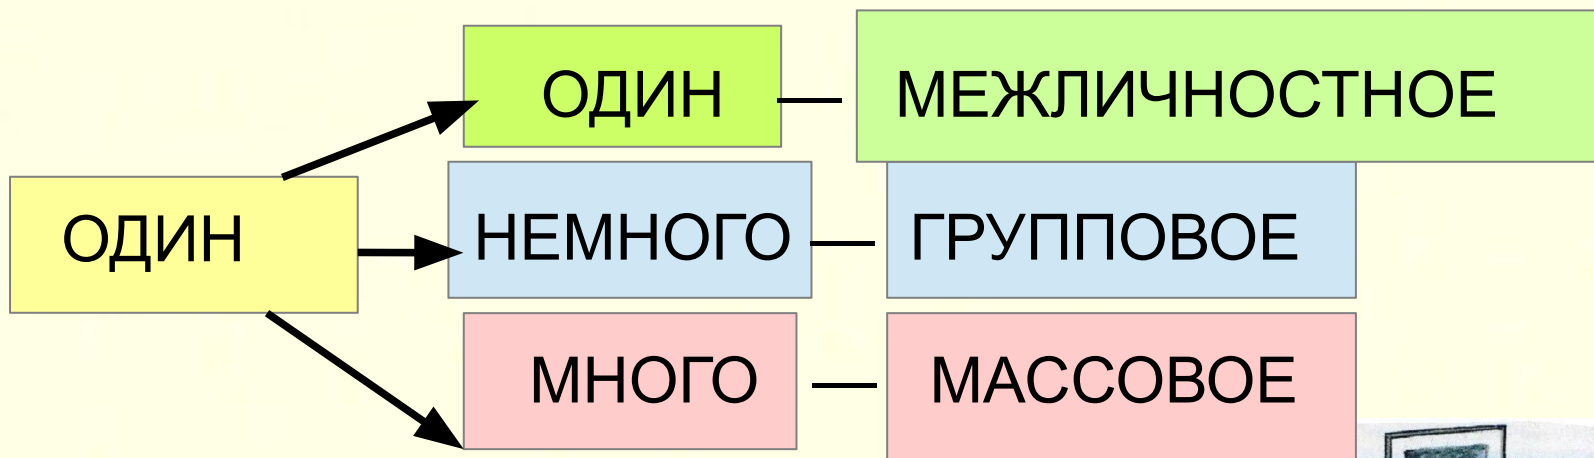 ОДИН — МЕЖЛИЧНОСТНОЕ
ОДИН НЕМНОГО — ГРУППОВОЕ
МНОГО — МАССОВОЕ